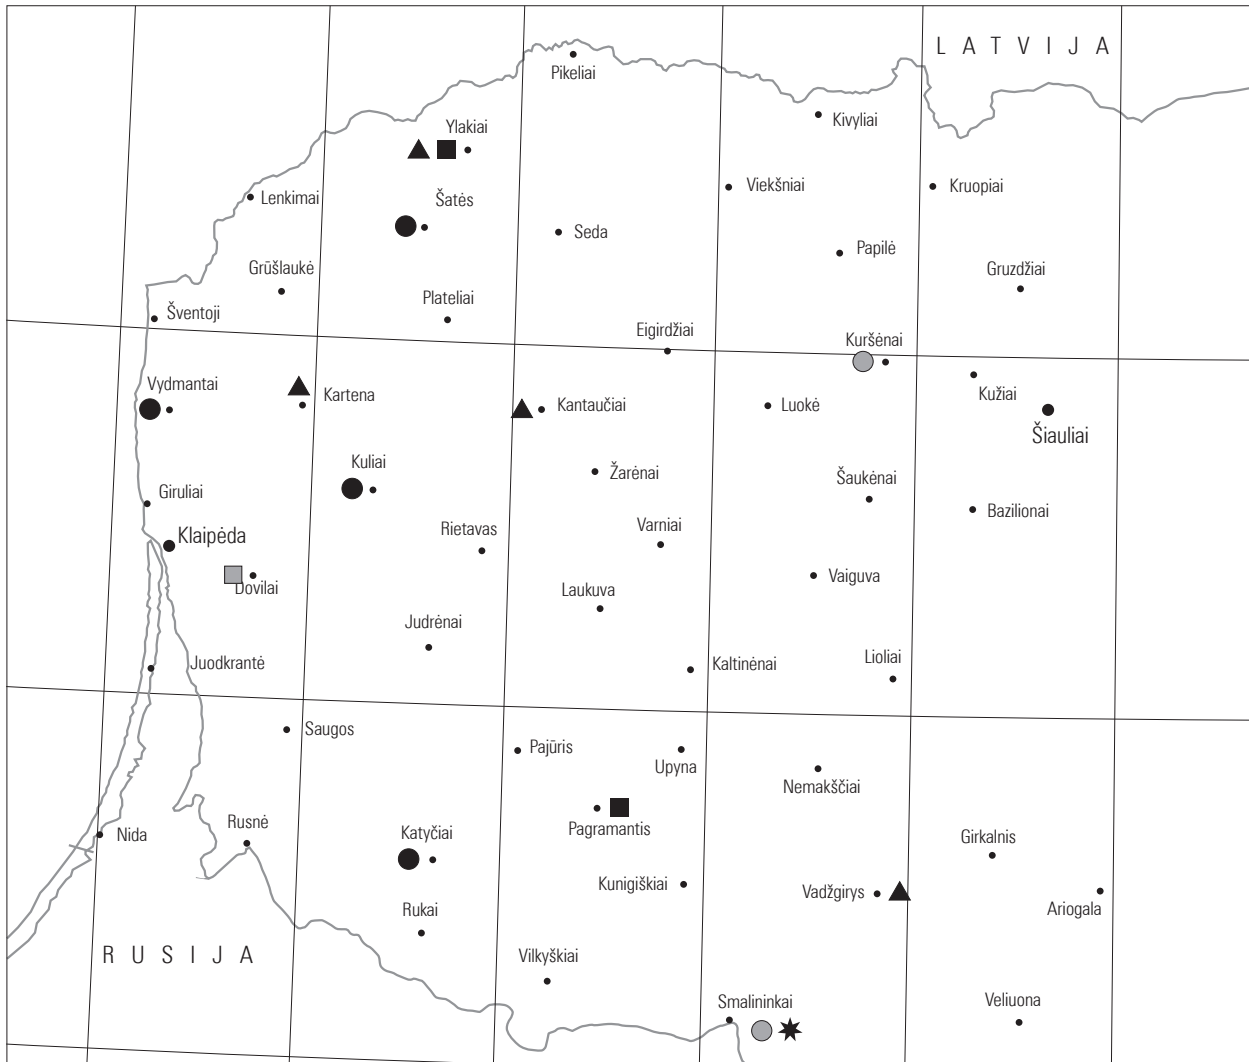 LATVIJA
Pikeliai
Kivyliai
Ylakiai
Lenkimai
Šatės
Viekšniai
Kruopiai
Seda
Papilė
Grūšlaukė
Gruzdžiai
Plateliai
Šventoji
Eigirdžiai
Kuršėnai
Vydmantai
Kartena
Kantaučiai
Luokė
Kužiai
Šiauliai
Kuliai
Žarėnai
Šaukėnai
Giruliai
Bazilionai
Klaipėda
Rietavas
Varniai
Dovilai
Laukuva
Vaiguva
Judrėnai
Juodkrantė
Kaltinėnai
Lioliai
Saugos
Pajūris
Upyna
Nemakščiai
Nida
Rusnė
Katyčiai
Pagramantis
Girkalnis
Kunigiškiai
Vadžgirys
Ariogala
Rukai
RUSIJA
Vilkyškiai
Smalininkai
Veliuona